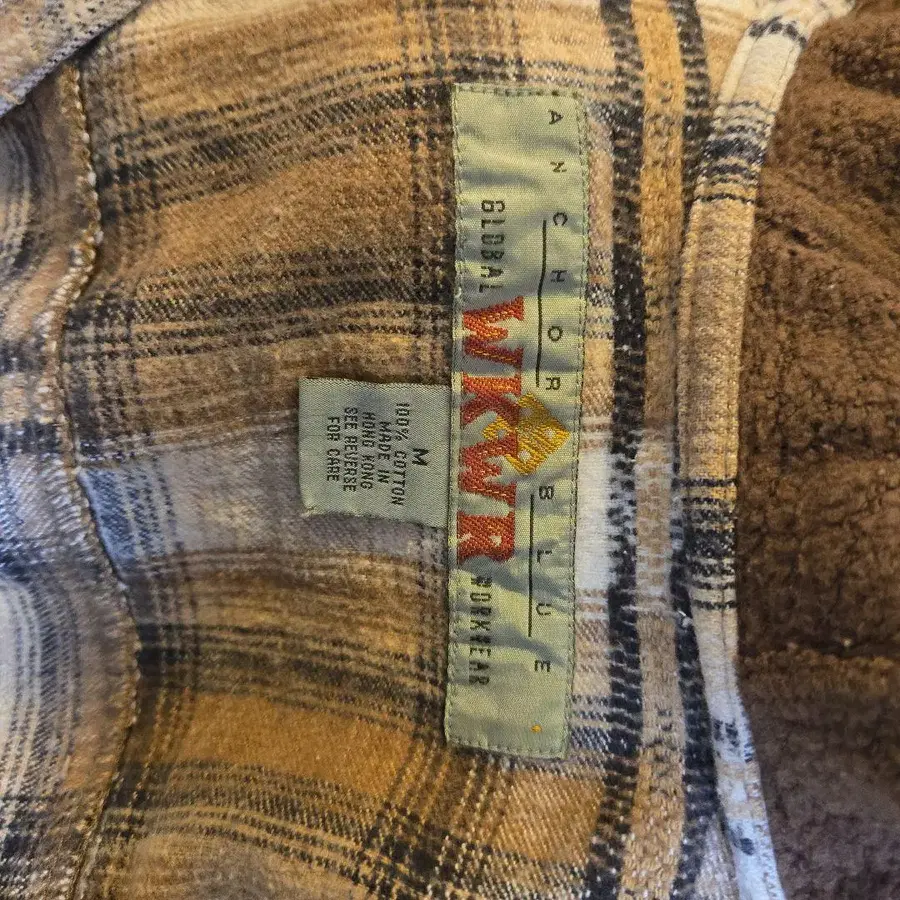 ANCHOR BLUE
GLOBAL WKWR WORKWEAR
M
100% COTTON
MADE IN
HONG KONG
SEE REVERSE
FOR CARE